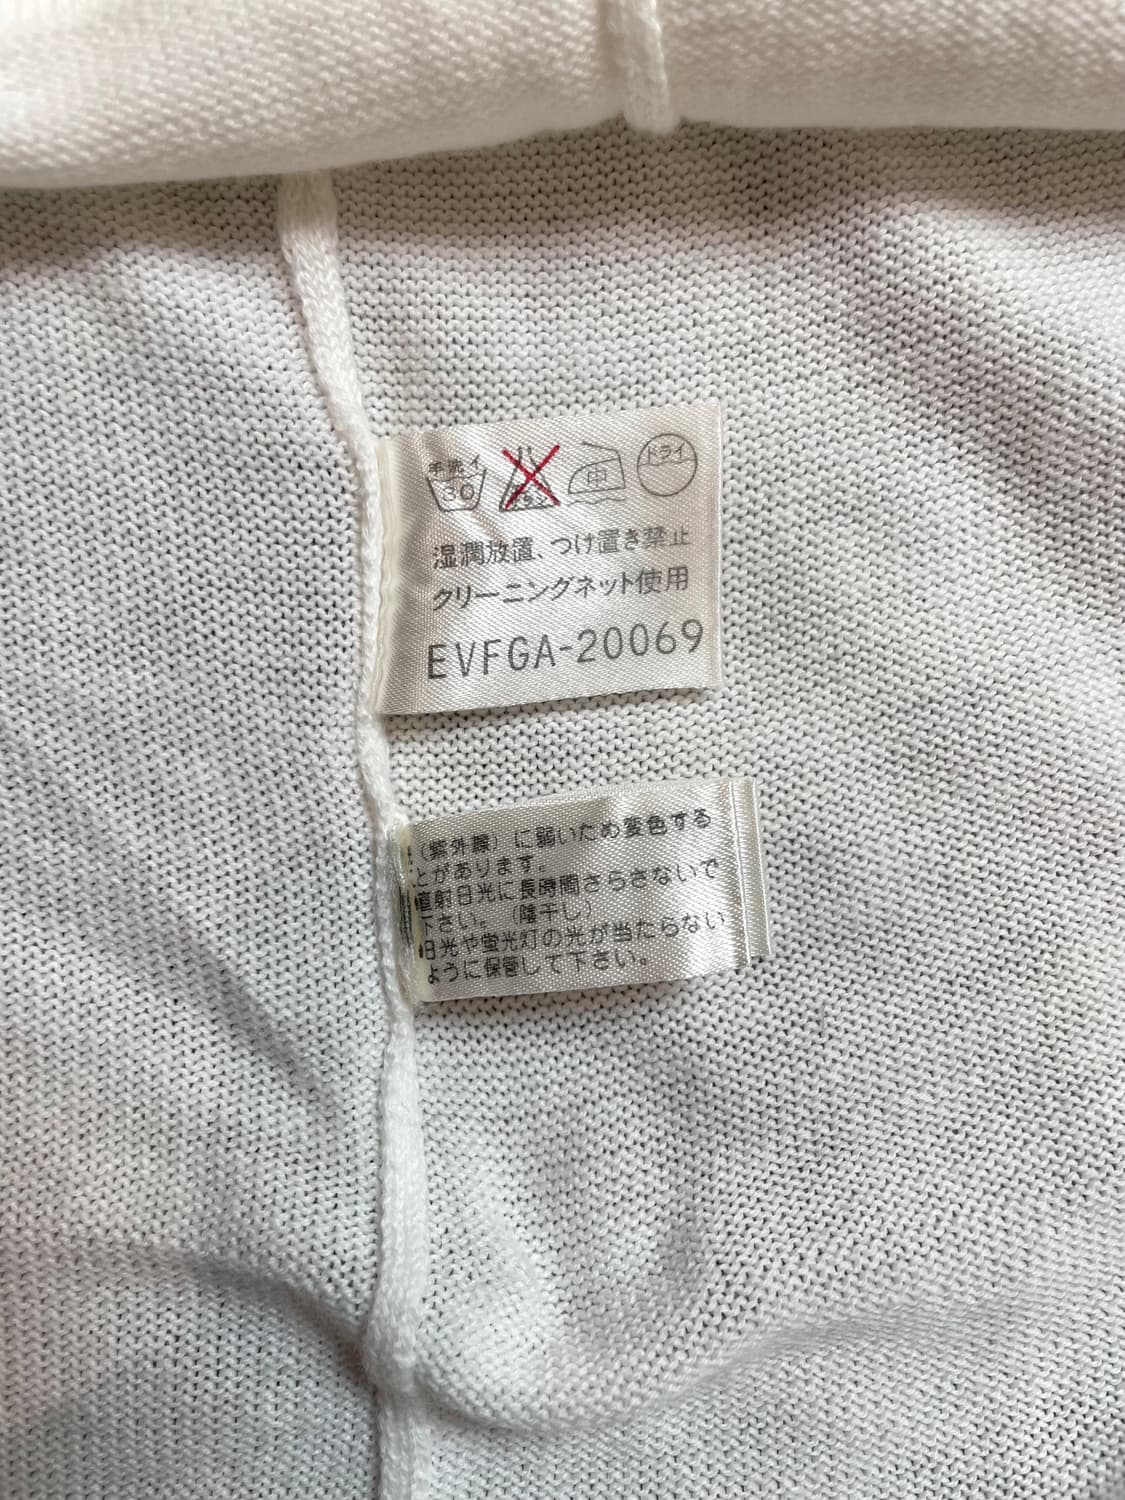 手洗イ
30
中
ドライ
湿潤放置、つけ置き禁止
クリーニングネット使用
EVFGA-20069
(紫外線)に弱いため変色する
とがあります。
直射日光に長時間さらさないで
下さい。(陰干し)
日光や蛍光灯の光が当たらない
ように保管して下さい。